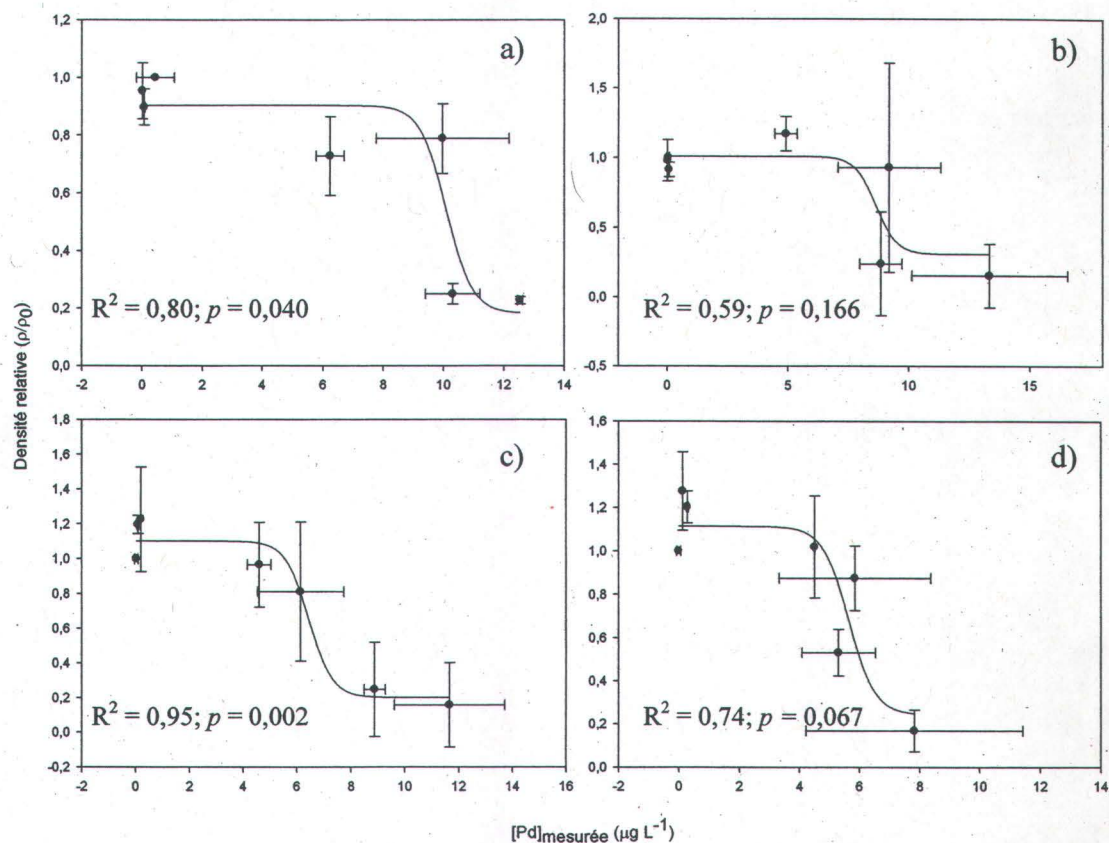 a)
1,2
1,0
0,8
0,6
0,4
0,2
0,0
R² = 0,80; p = 0,040
-2 0 2 4 6 8 10 12 14
b)
2,0
1,5
1,0
0,5
0,0
-0,5
R² = 0,59; p = 0,166
0 5 10 15
Densité relative (ρ/ρ0)
c)
1,8
1,6
1,4
1,2
1,0
0,8
0,6
0,4
0,2
0,0
-0,2
R² = 0,95; p = 0,002
-2 0 2 4 6 8 10 12 14 16
d)
1,6
1,4
1,2
1,0
0,8
0,6
0,4
0,2
0,0
R² = 0,74; p = 0,067
-2 0 2 4 6 8 10 12 14
[Pd]mesurée (µg L⁻¹)